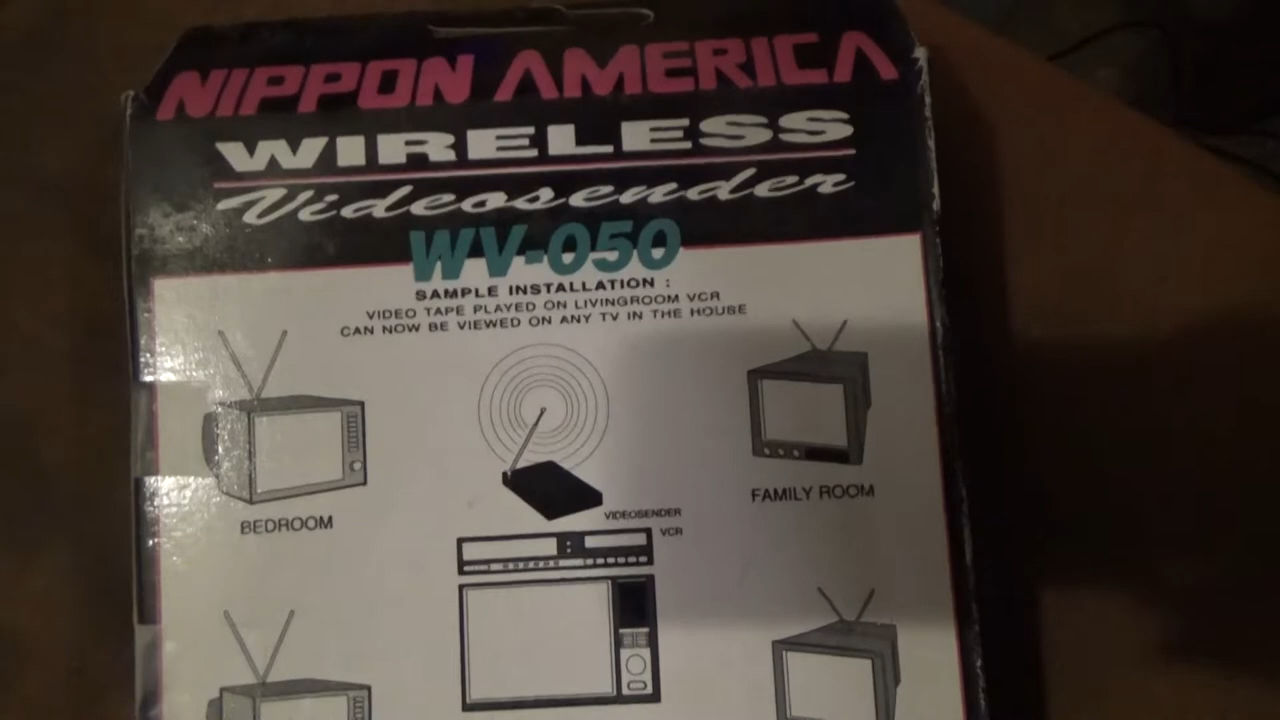 NIPPON AMERICA
WIRELESS
Videosender
WV-050
SAMPLE INSTALLATION :
VIDEO TAPE PLAYED ON LIVINGROOM VCR
CAN NOW BE VIEWED ON ANY TV IN THE HOUSE
BEDROOM
FAMILY ROOM
VIDEOSENDER
VCR